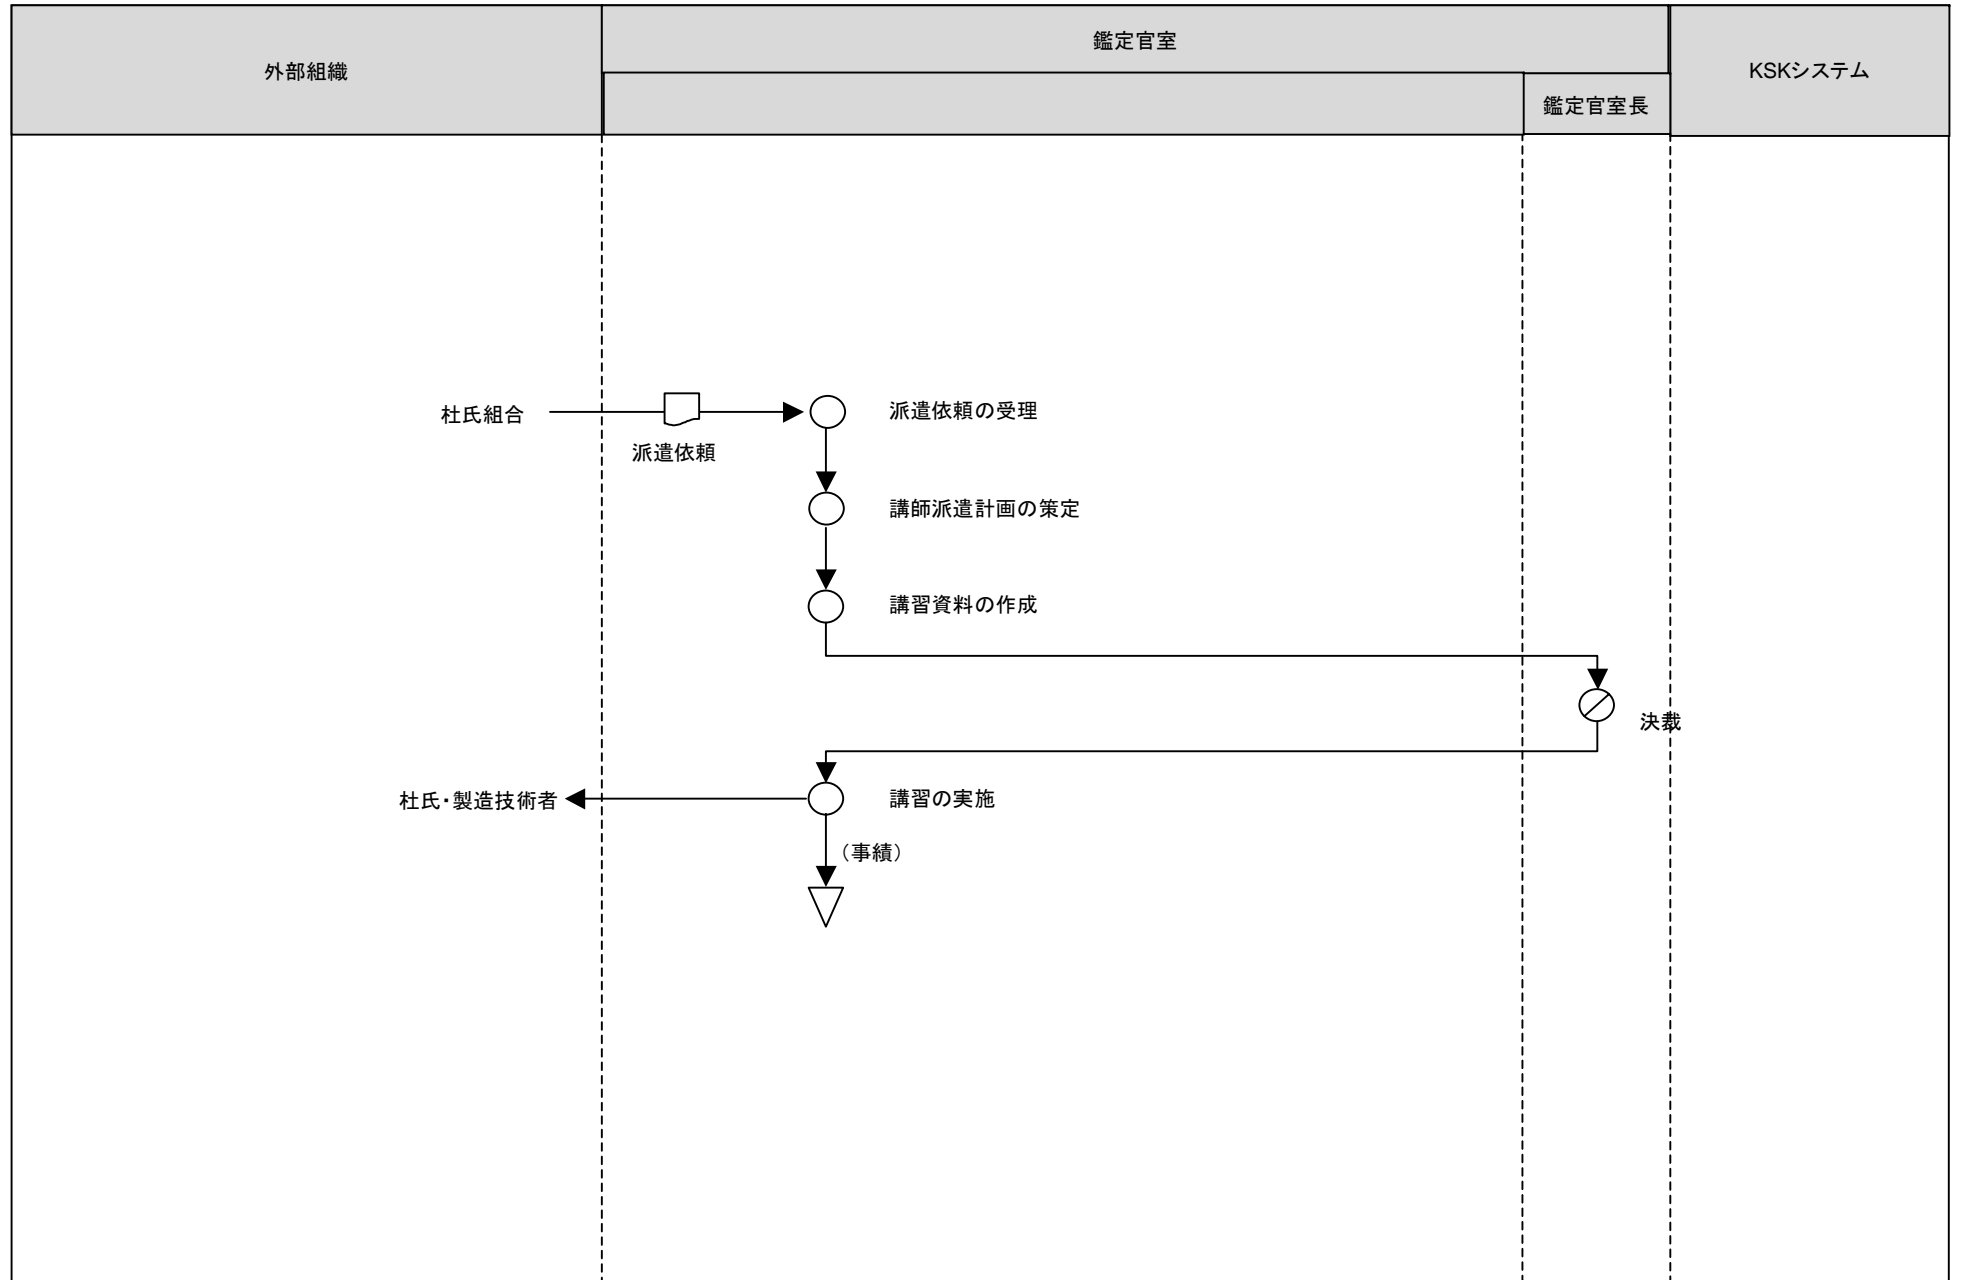 外部組織
鑑定官室
鑑定官室長
KSKシステム
杜氏組合
派遣依頼
派遣依頼の受理
講師派遣計画の策定
講習資料の作成
決裁
杜氏・製造技術者
講習の実施
（事績）